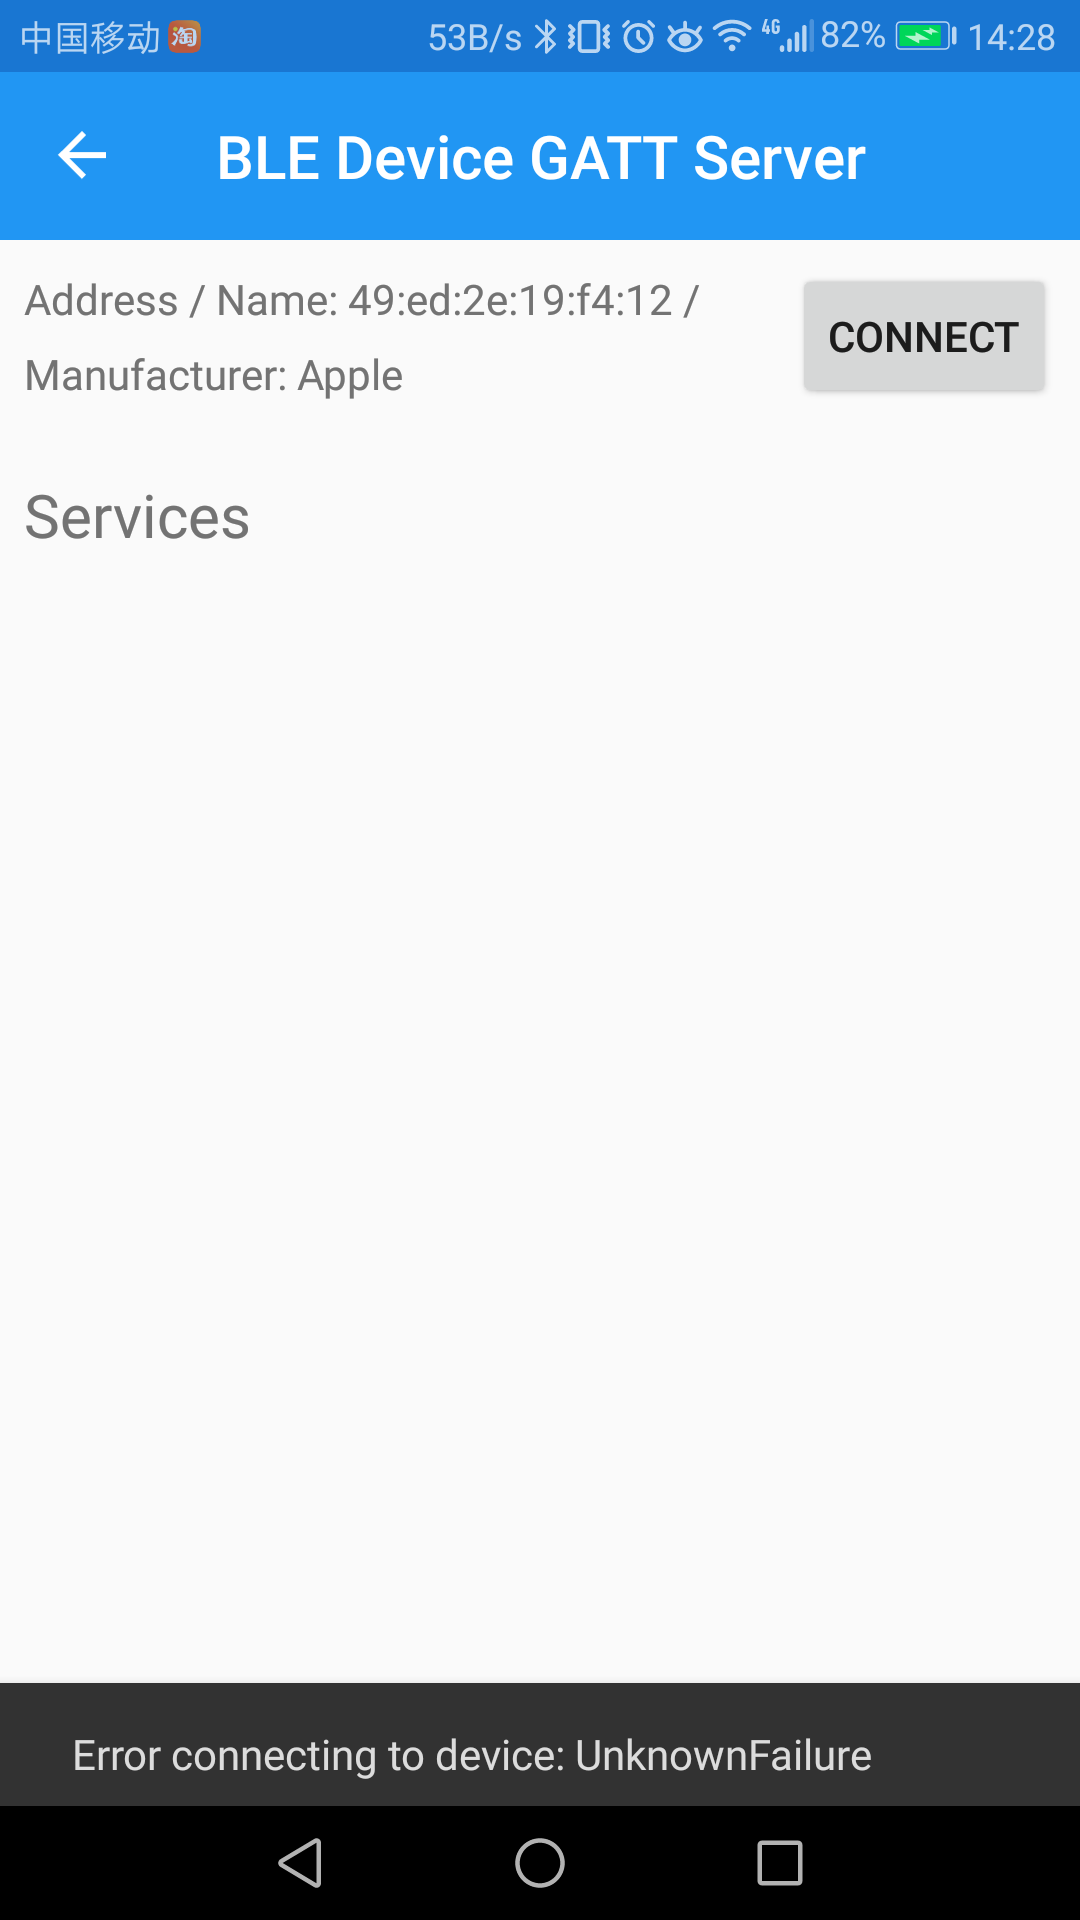 中国移动 淘 53B/s 4G 82% 14:28
BLE Device GATT Server
Address / Name: 49:ed:2e:19:f4:12 /
CONNECT
Manufacturer: Apple
Services
Error connecting to device: UnknownFailure